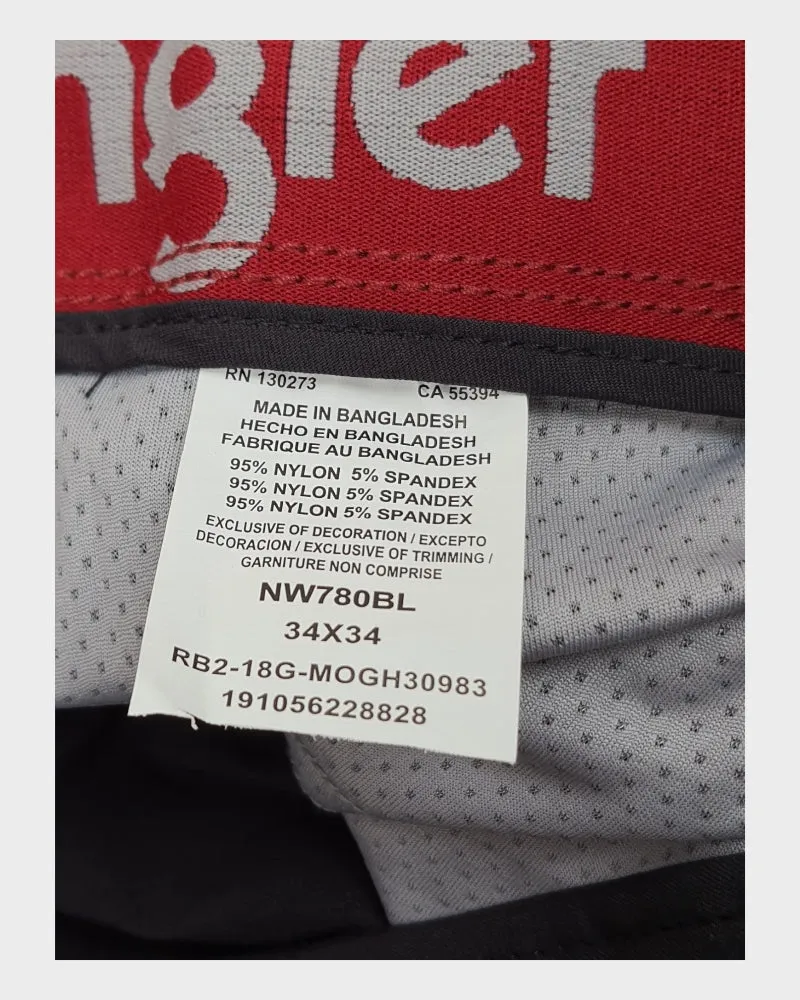 ngler
RN 130273 CA 55394
MADE IN BANGLADESH
HECHO EN BANGLADESH
FABRIQUE AU BANGLADESH
95% NYLON 5% SPANDEX
95% NYLON 5% SPANDEX
95% NYLON 5% SPANDEX
EXCLUSIVE OF DECORATION / EXCEPTO
DECORACION / EXCLUSIVE OF TRIMMING /
GARNITURE NON COMPRISE
NW780BL
34X34
RB2-18G-MOGH30983
191056228828